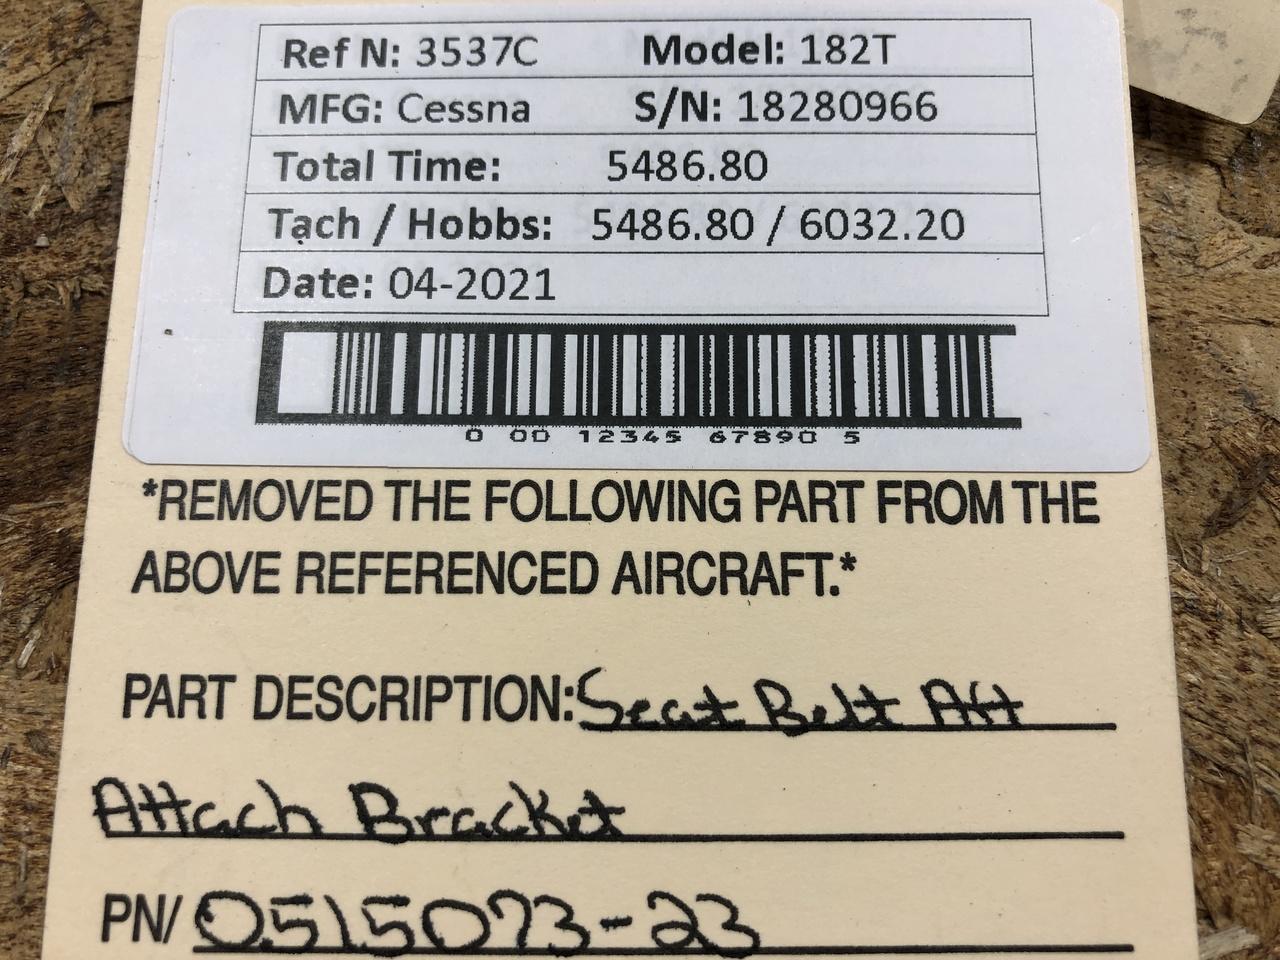 Ref N: 3537C Model: 182T
MFG: Cessna S/N: 18280966
Total Time: 5486.80
Tach / Hobbs: 5486.80 / 6032.20
Date: 04-2021
0 00 12345 67890 5
*REMOVED THE FOLLOWING PART FROM THE
ABOVE REFERENCED AIRCRAFT.*
PART DESCRIPTION: Seat Belt Aft
Attach Bracket
PN/ 0515073-23